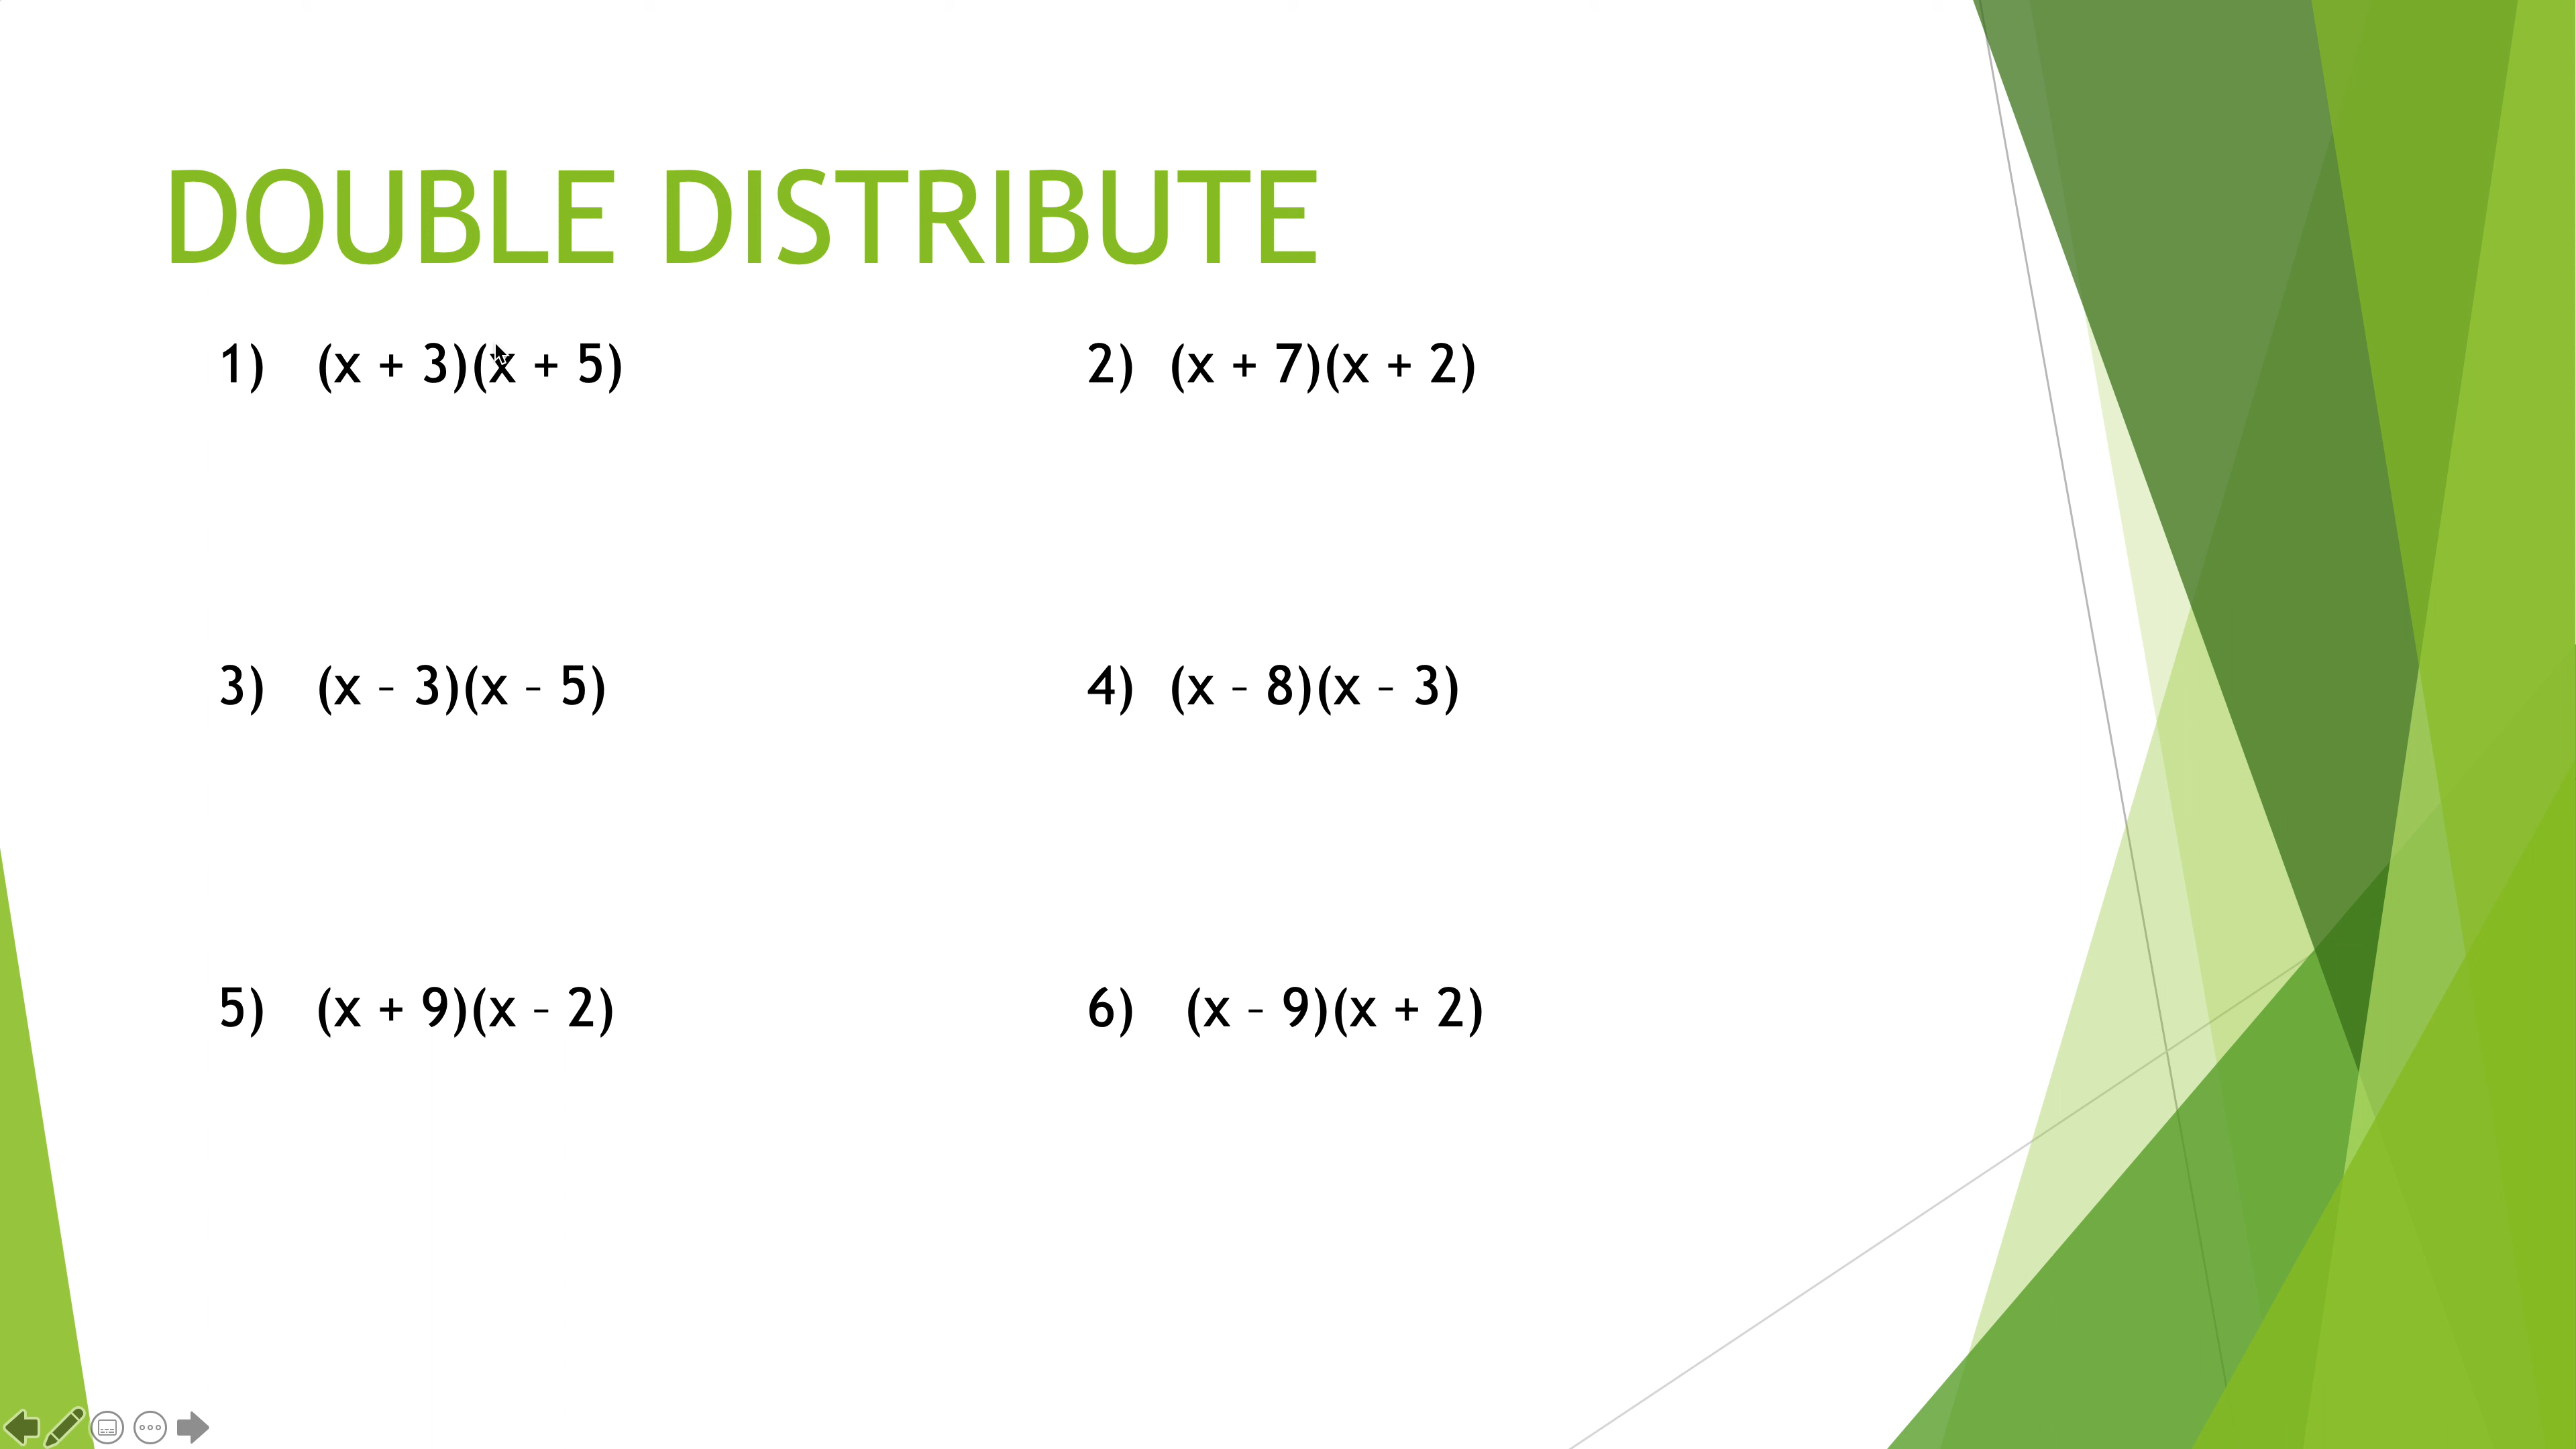 DOUBLE DISTRIBUTE
1) (x + 3)(x + 5)
2) (x + 7)(x + 2)
3) (x - 3)(x - 5)
4) (x - 8)(x - 3)
5) (x + 9)(x - 2)
6) (x - 9)(x + 2)